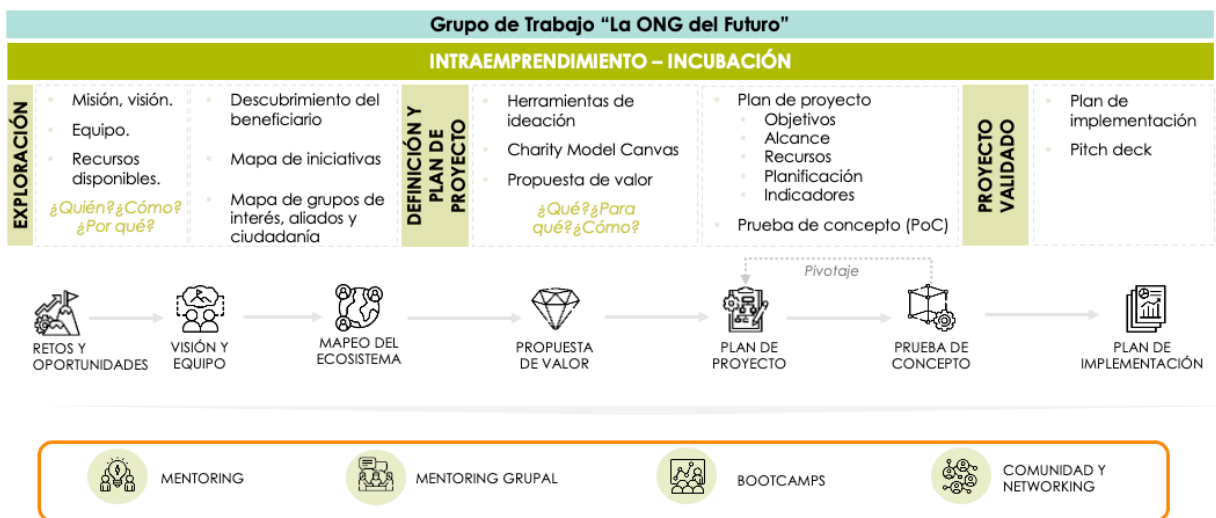 Grupo de Trabajo “La ONG del Futuro”
INTRAEMPRENDIMIENTO – INCUBACIÓN
EXPLORACIÓN
Misión, visión.
Equipo.
Recursos
disponibles.
¿Quién?¿Cómo?
¿Por qué?
Descubrimiento del
beneficiario
Mapa de iniciativas
Mapa de grupos de
interés, aliados y
ciudadanía
DEFINICIÓN Y
PLAN DE
PROYECTO
Herramientas de
ideación
Charity Model Canvas
Propuesta de valor
¿Qué?¿Para
qué?¿Cómo?
Plan de proyecto
Objetivos
Alcance
Recursos
Planificación
Indicadores
Prueba de concepto (PoC)
PROYECTO
VALIDADO
Plan de
implementación
Pitch deck
Pivotaje
RETOS Y
OPORTUNIDADES
VISIÓN Y
EQUIPO
MAPEO DEL
ECOSISTEMA
PROPUESTA
DE VALOR
PLAN DE
PROYECTO
PRUEBA DE
CONCEPTO
PLAN DE
IMPLEMENTACIÓN
MENTORING
MENTORING GRUPAL
BOOTCAMPS
COMUNIDAD Y
NETWORKING